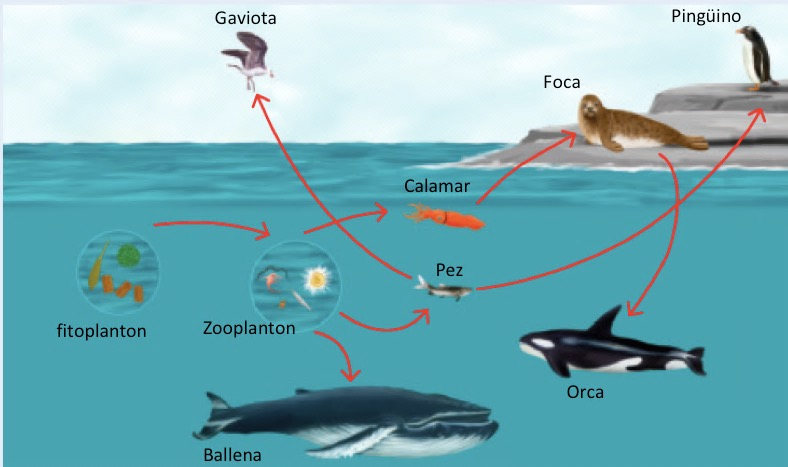 Gaviota
Pingüino
Foca
Calamar
Pez
fitoplanton
Zooplanton
Orca
Ballena